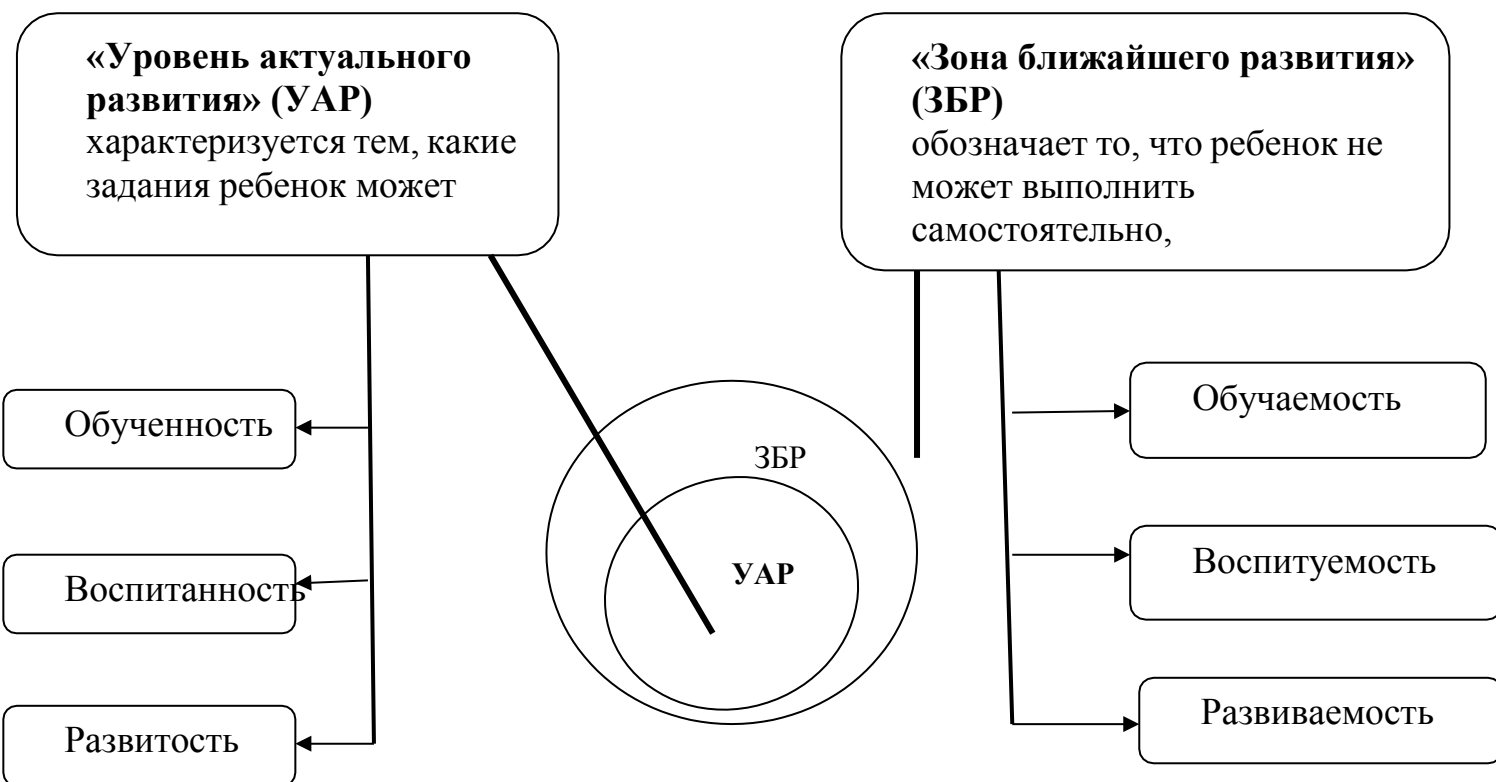 «Уровень актуального
развития» (УАР)
характеризуется тем, какие
задания ребенок может
«Зона ближайшего развития»
(ЗБР)
обозначает то, что ребенок не
может выполнить
самостоятельно,
Обученность
Воспитанность
Развитость
ЗБР
УАР
Обучаемость
Воспитуемость
Развиваемость